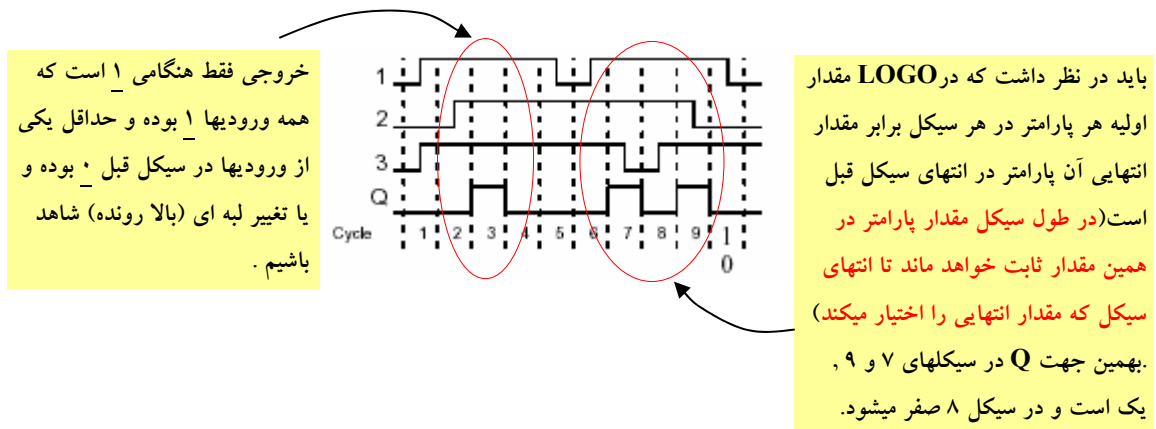 خروجی فقط هنگامی ۱ است که
همه ورودیها ۱ بوده و حداقل یکی
از ورودیها در سیکل قبل ۰ بوده و
یا تغییر لبه ای (بالا رونده) شاهد
باشیم .
1
2
3
Q
Cycle 1 2 3 4 5 6 7 8 9 1
0
باید در نظر داشت که در LOGO مقدار
اولیه هر پارامتر در هر سیکل برابر مقدار
انتهایی آن پارامتر در انتهای سیکل قبل
است(در طول سیکل مقدار پارامتر در
همین مقدار ثابت خواهد ماند تا انتهای
سیکل که مقدار انتهایی را اختیار میکند)
.بهمین جهت Q در سیکلهای ۷ و ۹ ,
یک است و در سیکل ۸ صفر میشود.